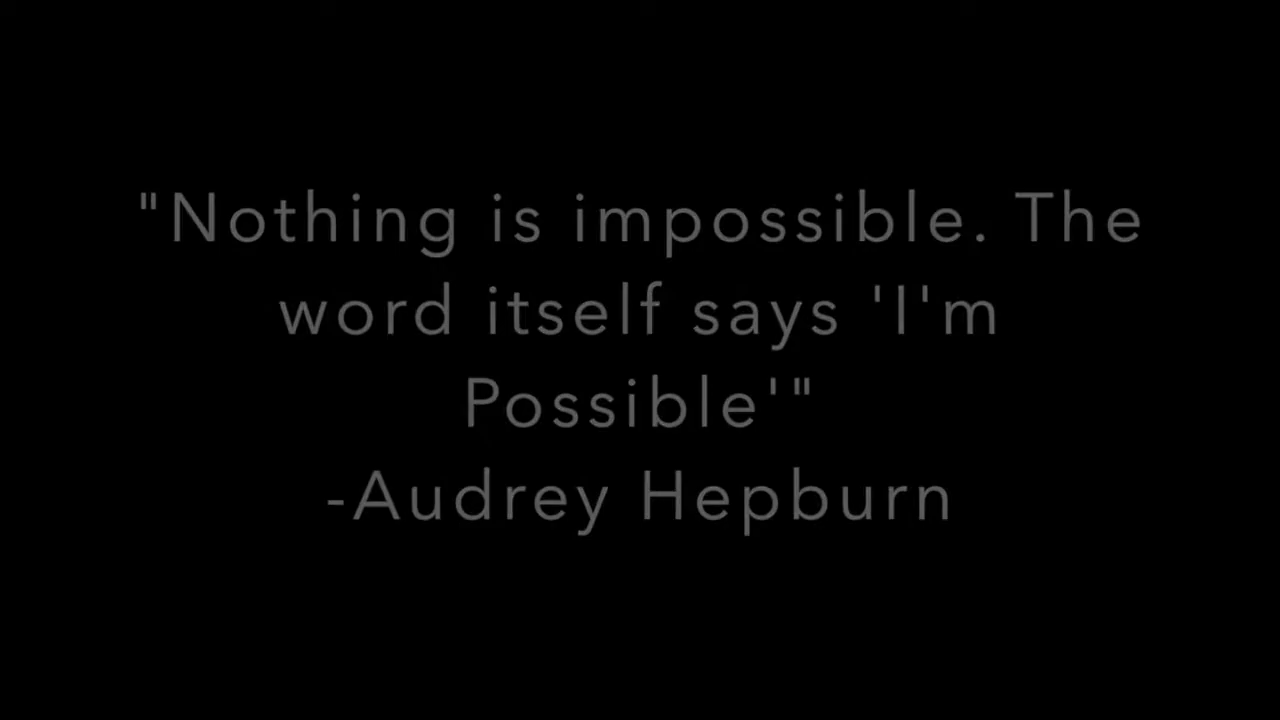 "Nothing is impossible. The
word itself says 'I'm
Possible'"
-Audrey Hepburn